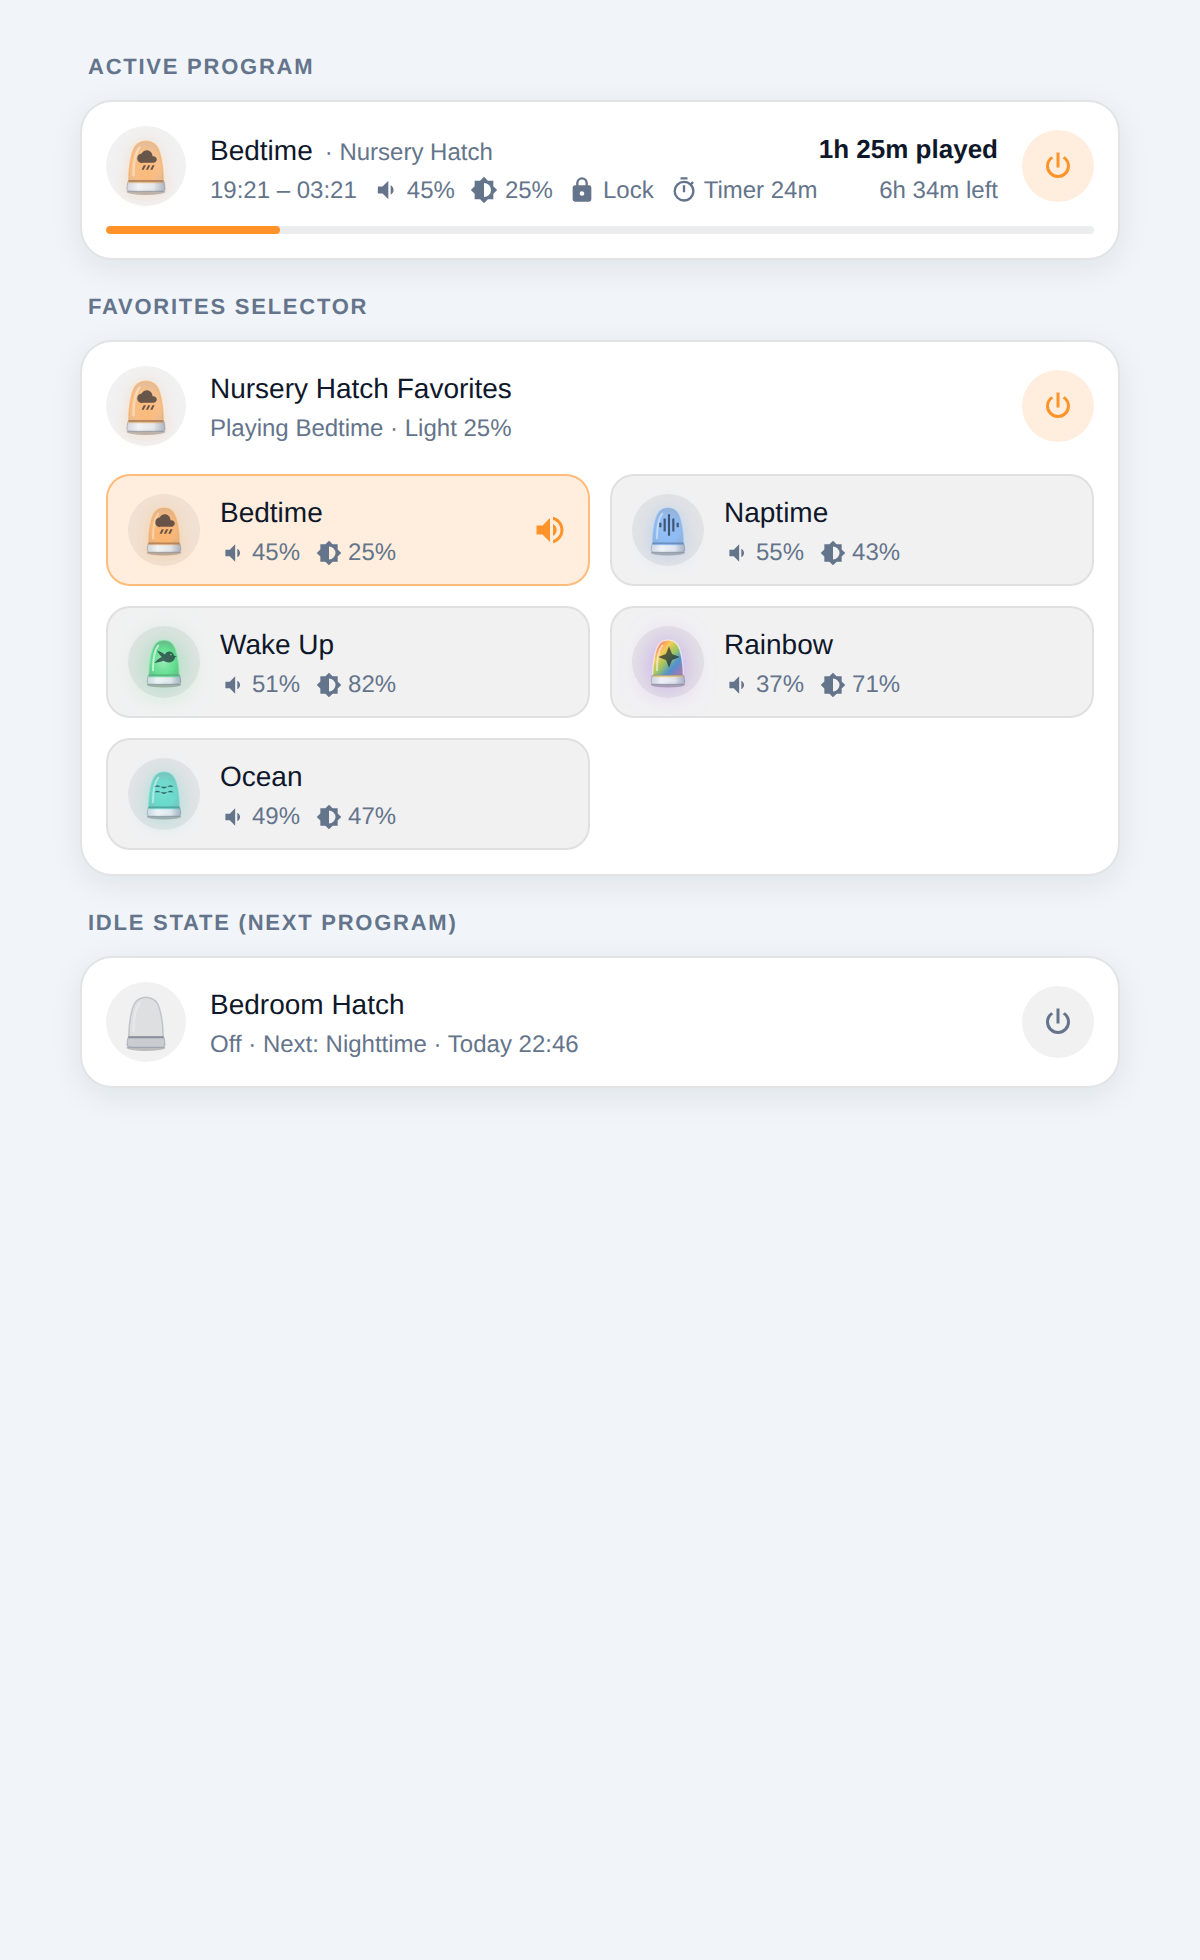 ACTIVE PROGRAM
Bedtime · Nursery Hatch
1h 25m played
19:21 – 03:21 45% 25% Lock Timer 24m
6h 34m left
FAVORITES SELECTOR
Nursery Hatch Favorites
Playing Bedtime · Light 25%
Bedtime
45% 25%
Naptime
55% 43%
Wake Up
51% 82%
Rainbow
37% 71%
Ocean
49% 47%
IDLE STATE (NEXT PROGRAM)
Bedroom Hatch
Off · Next: Nighttime · Today 22:46